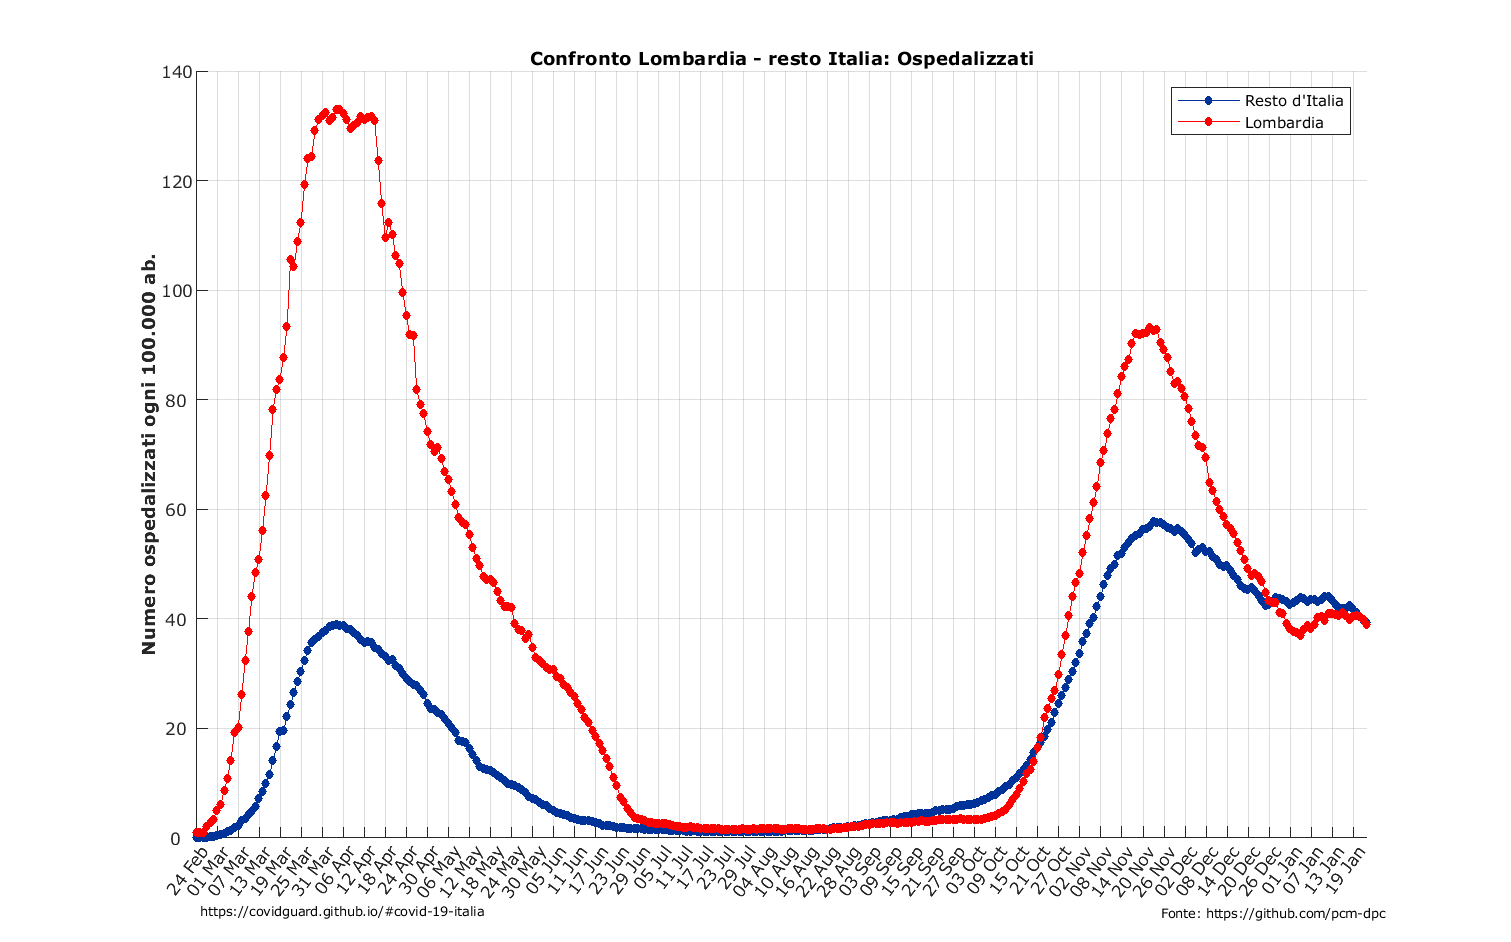 Confronto Lombardia - resto Italia: Ospedalizzati
Resto d'Italia
Lombardia
Numero ospedalizzati ogni 100.000 ab.
140
120
100
80
60
40
20
0
24 Feb
01 Mar
07 Mar
13 Mar
19 Mar
25 Mar
31 Mar
06 Apr
12 Apr
18 Apr
24 Apr
30 Apr
06 May
12 May
18 May
24 May
30 May
05 Jun
11 Jun
17 Jun
23 Jun
29 Jun
05 Jul
11 Jul
17 Jul
23 Jul
29 Jul
04 Aug
10 Aug
16 Aug
22 Aug
28 Aug
03 Sep
09 Sep
15 Sep
21 Sep
27 Sep
03 Oct
09 Oct
15 Oct
21 Oct
27 Oct
02 Nov
08 Nov
14 Nov
20 Nov
26 Nov
02 Dec
08 Dec
14 Dec
20 Dec
26 Dec
01 Jan
07 Jan
13 Jan
19 Jan
https://covidguard.github.io/#covid-19-italia
Fonte: https://github.com/pcm-dpc